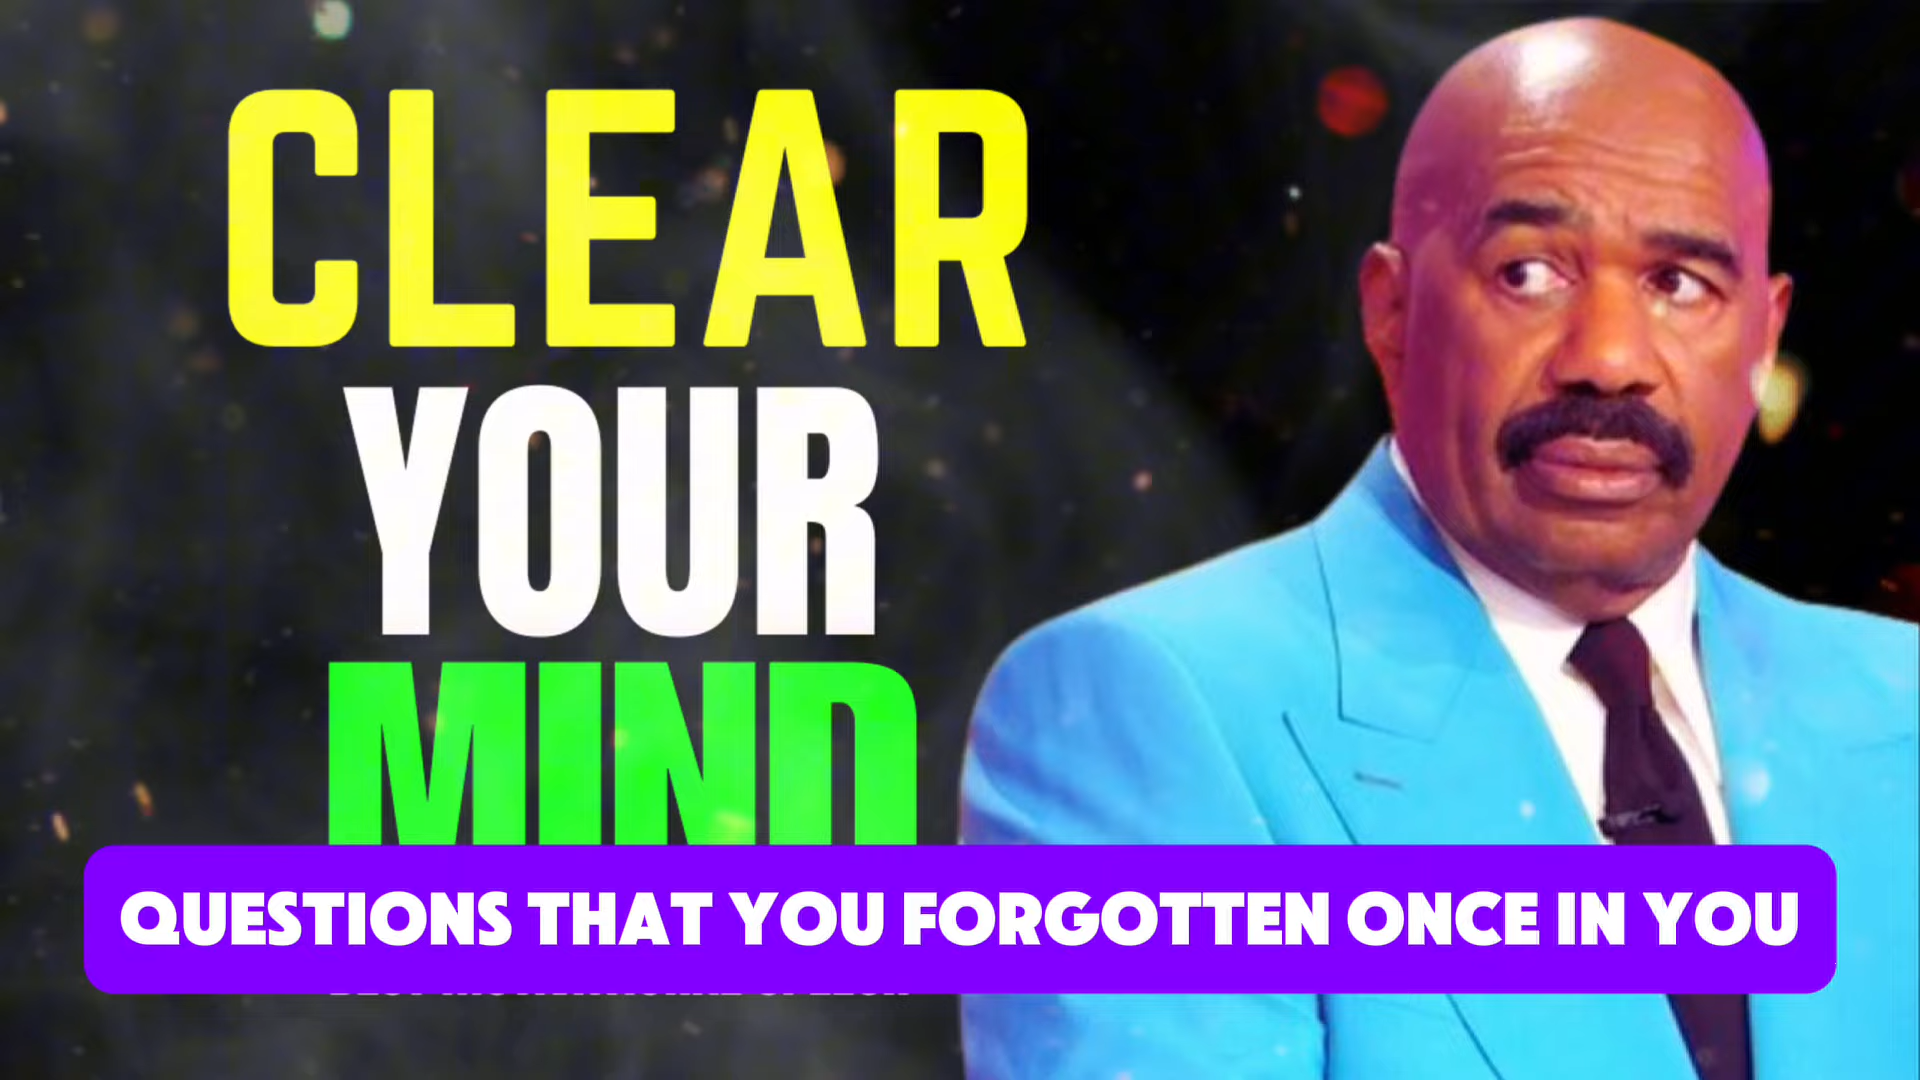 CLEAR
YOUR
MIND
QUESTIONS THAT YOU FORGOTTEN ONCE IN YOU